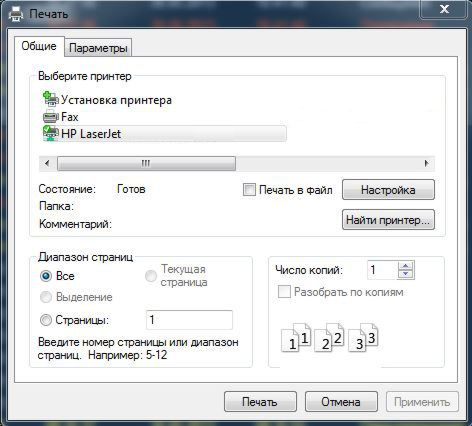 Печать
Общие
Параметры
Выберите принтер
Установка принтера
Fax
HP LaserJet
Состояние: Готов
Печать в файл
Настройка
Папка:
Комментарий:
Найти принтер...
Диапазон страниц
Все
Текущая
страница
Выделение
Страницы: 1
Введите номер страницы или диапазон
страниц. Например: 5-12
Число копий: 1
Разобрать по копиям
1 1 2 2 3 3
Печать
Отмена
Применить